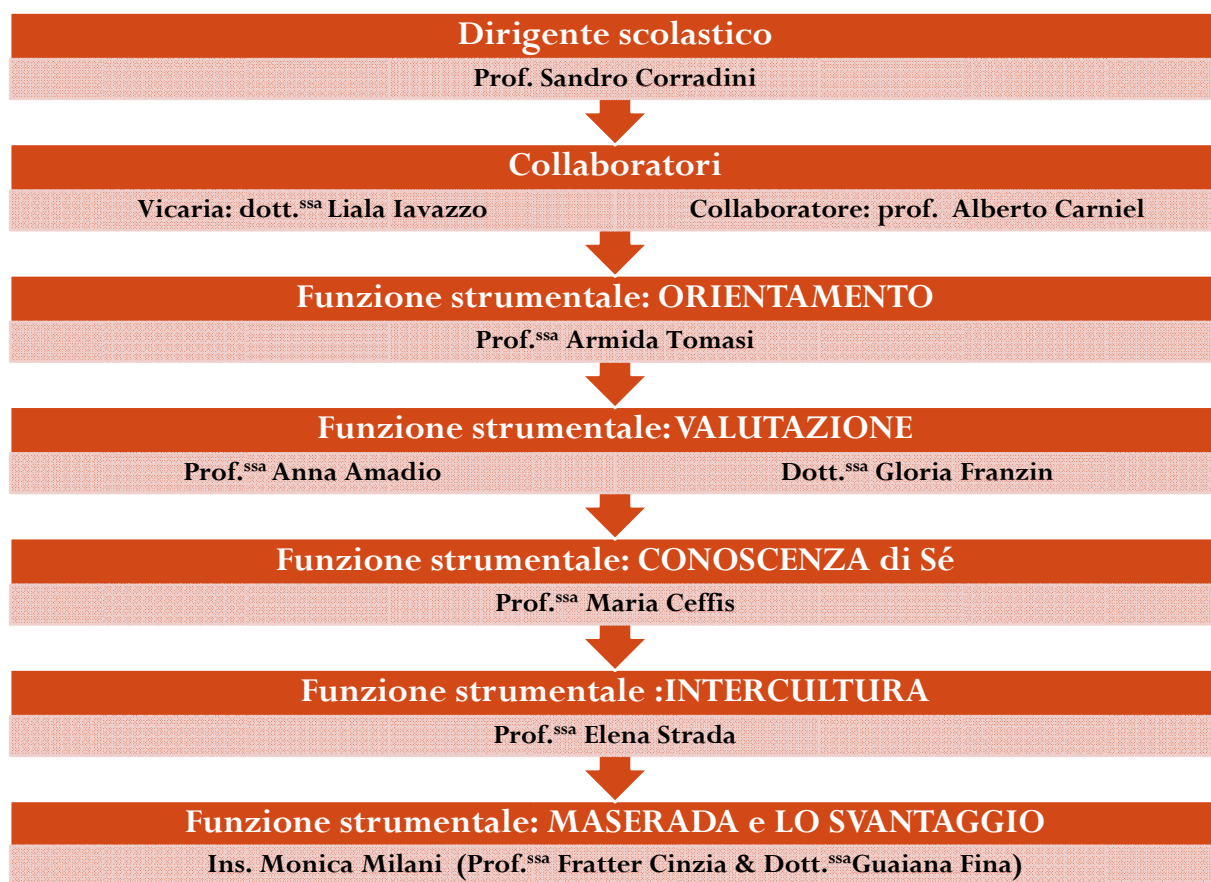 Dirigente scolastico
Prof. Sandro Corradini
Collaboratori
Vicaria: dott.ssa Liala Iavazzo Collaboratore: prof. Alberto Carniel
Funzione strumentale: ORIENTAMENTO
Prof.ssa Armida Tomasi
Funzione strumentale: VALUTAZIONE
Prof.ssa Anna Amadio Dott.ssa Gloria Franzin
Funzione strumentale: CONOSCENZA di Sé
Prof.ssa Maria Ceffis
Funzione strumentale :INTERCULTURA
Prof.ssa Elena Strada
Funzione strumentale: MASERADA e LO SVANTAGGIO
Ins. Monica Milani (Prof.ssa Fratter Cinzia & Dott.ssaGuaiana Fina)